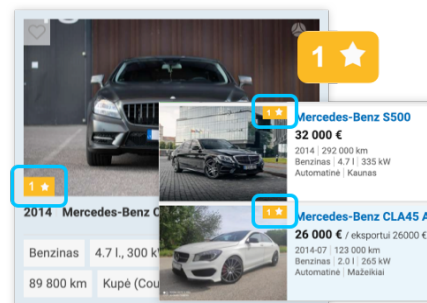 1
1
2014 Mercedes-Benz
Benzinas 4.7 l., 300
89 800 km Kupė
1
Mercedes-Benz S500
32 000 €
2014 | 292 000 km
Benzinas | 4.7 l | 335 kW
Automatinė | Kaunas
1
Mercedes-Benz CLA45
26 000 € / eksportui 26000 €
2014-07 | 123 000 km
Benzinas | 2.0 l | 265 kW
Automatinė | Mažeikiai